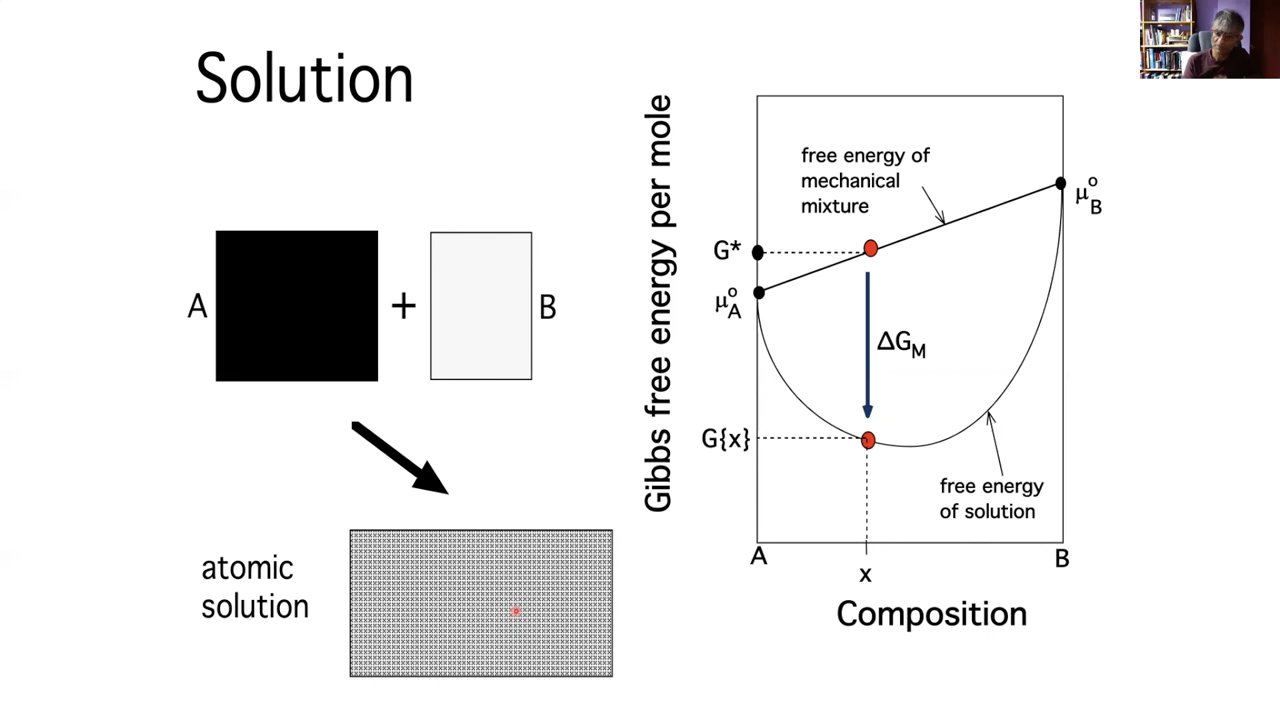 Solution
A
+
B
atomic
solution
Gibbs free energy per mole
free energy of
mechanical
mixture
μ°B
G*
μ°A
ΔGM
G{x}
free energy
of solution
A
B
x
Composition